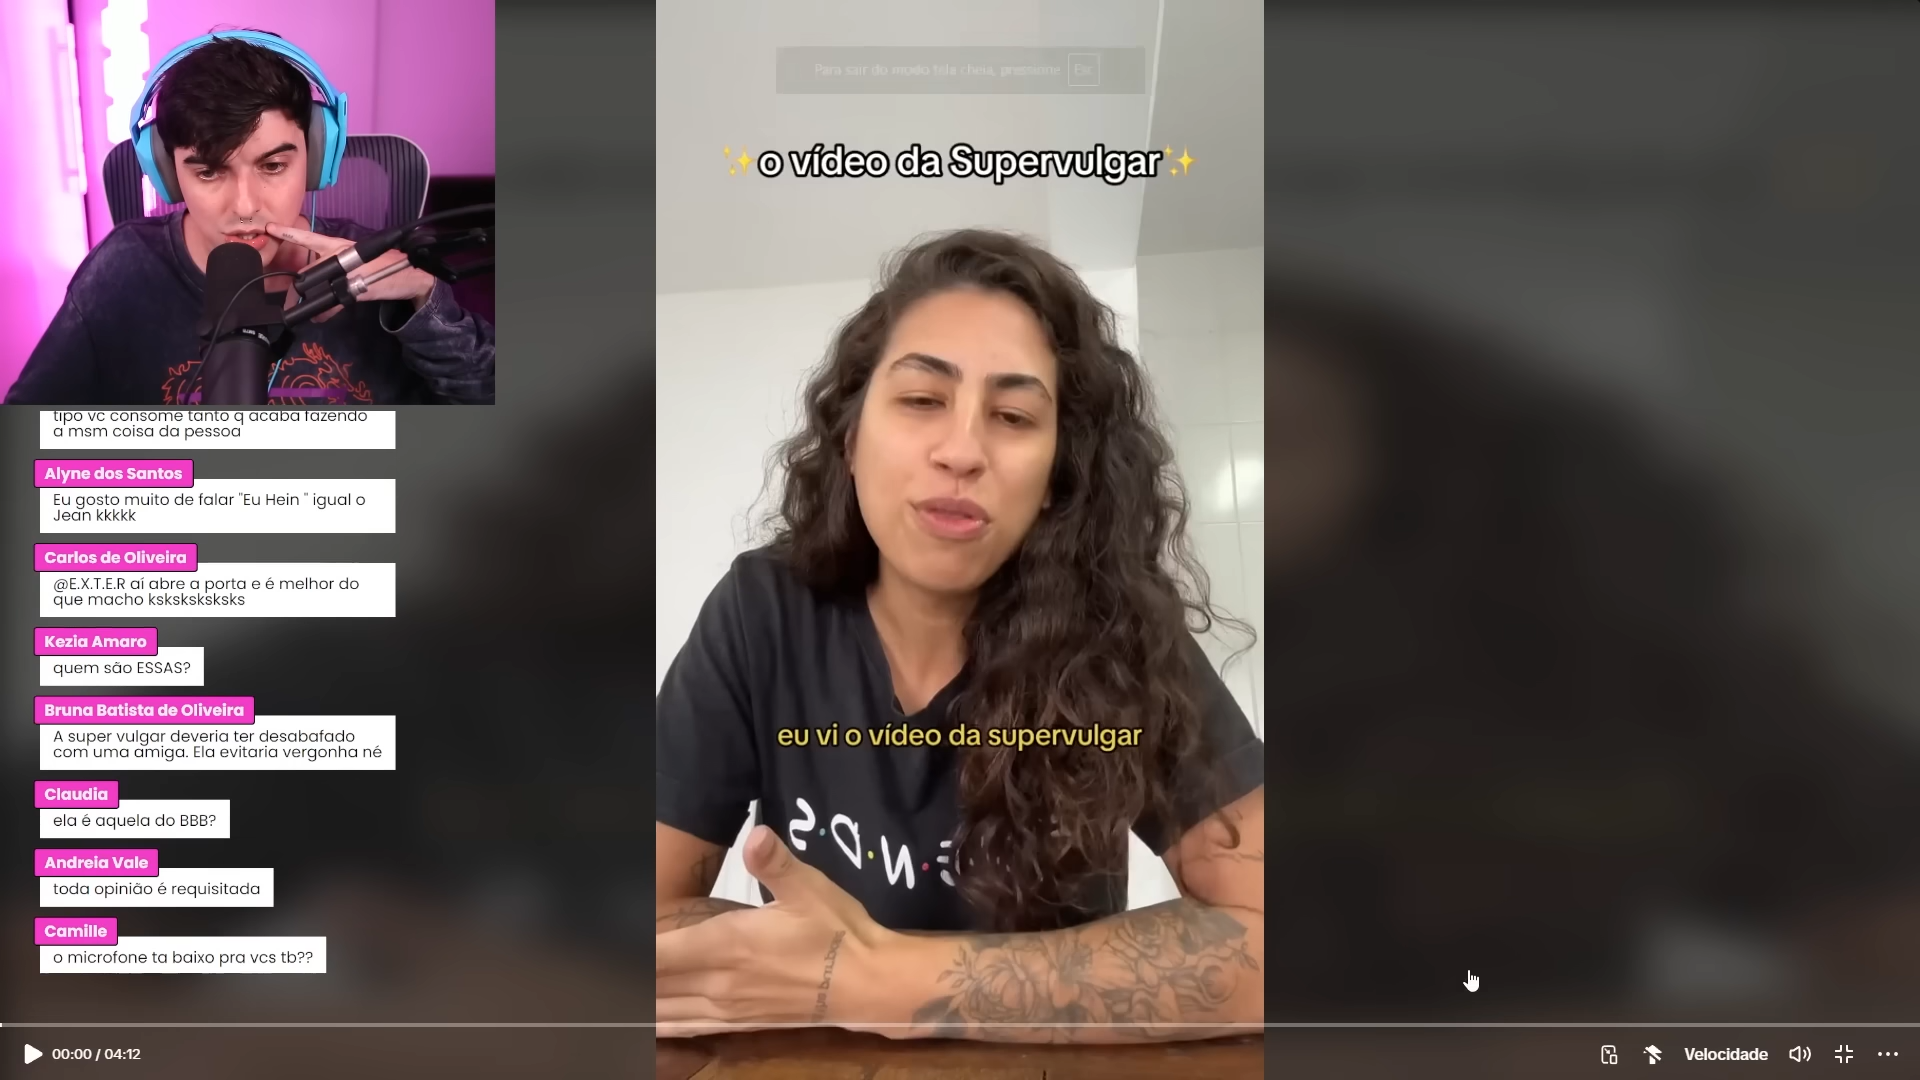 Para sair do modo tela cheia, pressione Esc
✨o vídeo da Supervulgar✨
tipo vc consome tanto q acaba fazendo
a msm coisa da pessoa
Alyne dos Santos
Eu gosto muito de falar "Eu Hein " igual o
Jean kkkkk
Carlos de Oliveira
@E.X.T.E.R aí abre a porta e é melhor do
que macho ksksksksksks
Kezia Amaro
quem são ESSAS?
Bruna Batista de Oliveira
A super vulgar deveria ter desabafado
com uma amiga. Ela evitaria vergonha né
eu vi o vídeo da supervulgar
Claudia
ela é aquela do BBB?
E·N·D·S
Andreia Vale
toda opinião é requisitada
Camille
o microfone ta baixo pra vcs tb??
00:00 / 04:12
Velocidade